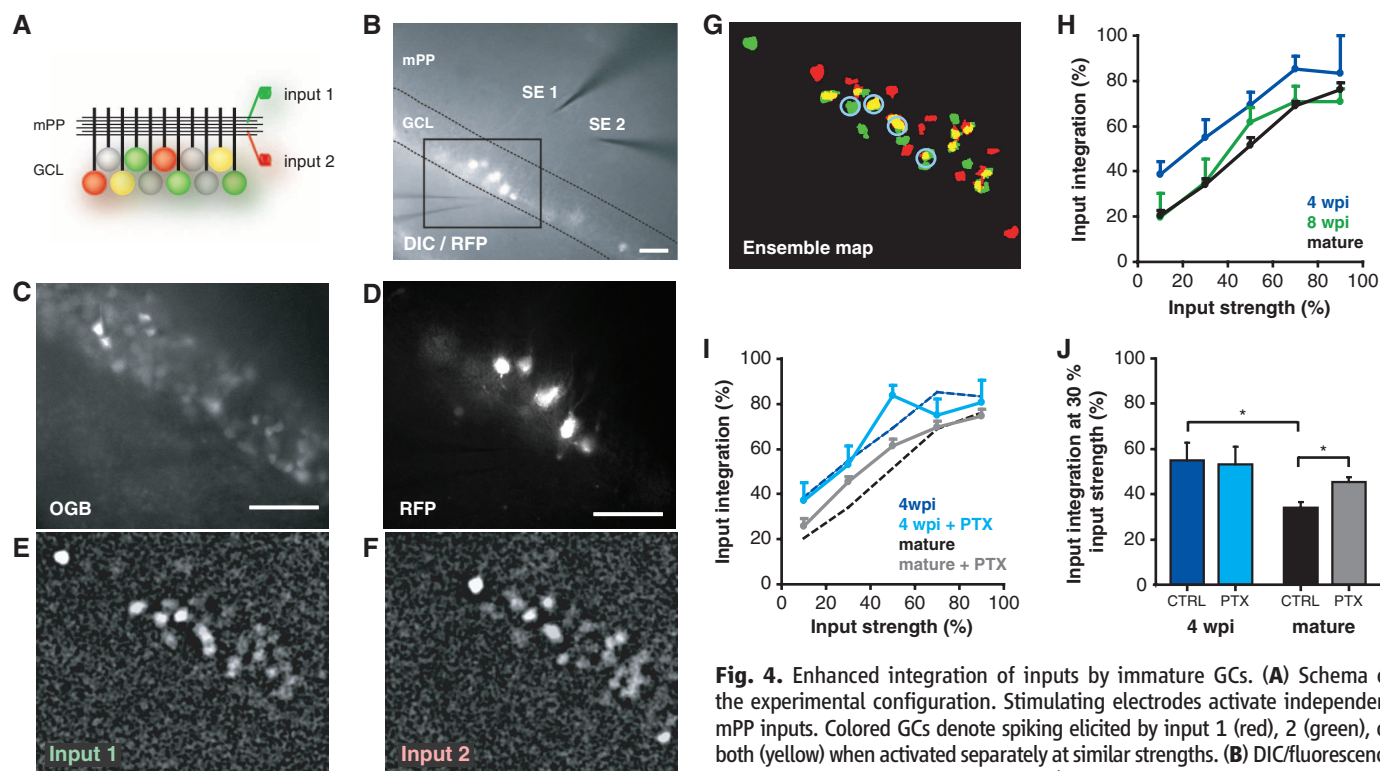 A
input 1
mPP
GCL
input 2
B
mPP
SE 1
GCL
SE 2
DIC / RFP
C
OGB
D
RFP
E
Input 1
F
Input 2
G
Ensemble map
H
Input integration (%)
100
80
60
40
20
0
4 wpi
8 wpi
mature
0 20 40 60 80 100
Input strength (%)
I
Input integration (%)
100
80
60
40
20
0
4wpi
4 wpi + PTX
mature
mature + PTX
0 20 40 60 80 100
Input strength (%)
J
Input integration at 30 %
input strength (%)
100
80
60
40
20
0
*
*
CTRL PTX CTRL PTX
4 wpi mature
Fig. 4. Enhanced integration of inputs by immature GCs. (A) Schema
the experimental configuration. Stimulating electrodes activate independen
mPP inputs. Colored GCs denote spiking elicited by input 1 (red), 2 (green),
both (yellow) when activated separately at similar strengths. (B) DIC/fluorescenc